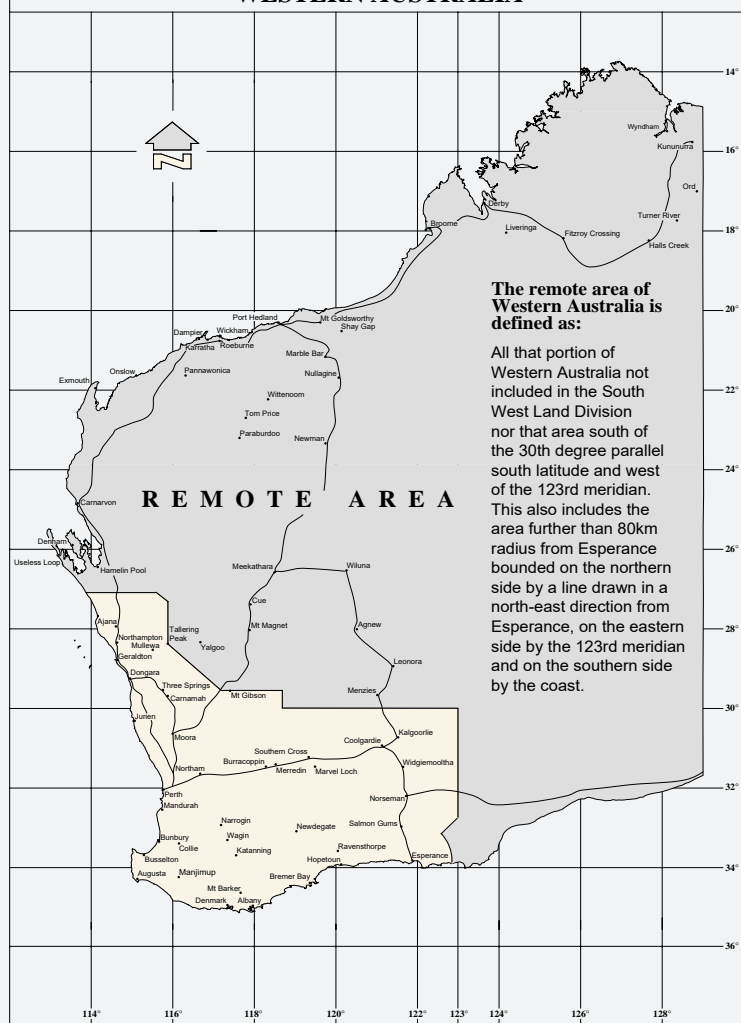 WESTERN AUSTRALIA
14°
N
Wyndham
16°
Kununurra
Ord
Derby
Turner River
Broome
Liveringa
Fitzroy Crossing
18°
Halls Creek
The remote area of
Western Australia is
defined as:
All that portion of
Western Australia not
included in the South
West Land Division
nor that area south of
the 30th degree parallel
south latitude and west
of the 123rd meridian.
This also includes the
area further than 80km
radius from Esperance
bounded on the northern
side by a line drawn in a
north-east direction from
Esperance, on the eastern
side by the 123rd meridian
and on the southern side
by the coast.
20°
Port Hedland
Mt Goldsworthy
Shay Gap
Dampier
Wickham
Karratha
Roeburne
Marble Bar
Onslow
Pannawonica
Nullagine
Exmouth
22°
Wittenoom
Tom Price
Paraburdoo
Newman
24°
REMOTE AREA
Carnarvon
Denham
26°
Useless Loop
Hamelin Pool
Meekathara
Wiluna
Cue
Ajana
Mt Magnet
Agnew
28°
Tallering
Peak
Northampton
Mullewa
Yalgoo
Geraldton
Leonora
Dongara
Three Springs
Carnamah
Mt Gibson
Menzies
30°
Jurien
Moora
Kalgoorlie
Coolgardie
Southern Cross
Burracoppin
Northam
Merredin
Marvel Loch
Widgiemooltha
32°
Perth
Norseman
Mandurah
Narrogin
Newdegate
Salmon Gums
Bunbury
Wagin
Collie
Katanning
Ravensthorpe
Busselton
Hopetoun
Esperance
34°
Augusta
Manjimup
Bremer Bay
Mt Barker
Denmark
Albany
36°
114°
116°
118°
120°
122°
123°
124°
126°
128°